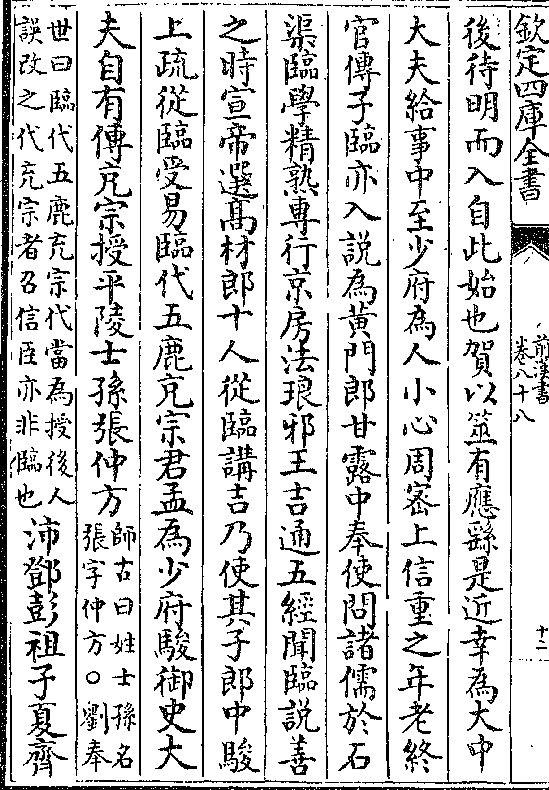 欽定四庫全書
前漢書
卷八十八
十二
後待明而入自此始也賀以筮有應繇是近幸為大中
大夫給事中至少府為人小心周宻上信重之年老終
官傳子臨亦入說為黄門郎甘露中奉使問諸儒於石
渠臨學精熟專行京房法琅邪王吉通五經聞臨說善
之時宣帝選髙材郎十人從臨講吉乃使其子郎中駿
上疏從臨受易臨代五鹿充宗君孟為少府駿御史大
夫自有傳充宗授平陵士孫張仲方
師古曰姓士孫名
張字仲方○劉奉
世曰臨代五鹿充宗代當為授後人
誤改之代充宗者召信臣亦非臨也
沛鄧彭祖子夏齊